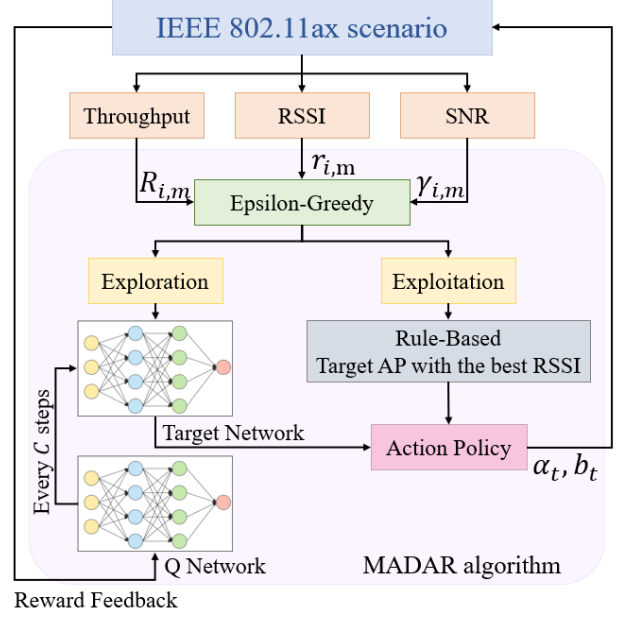 IEEE 802.11ax scenario
Throughput
RSSI
SNR
R_{i,m}
r_{i,m}
γ_{i,m}
Epsilon-Greedy
Exploration
Exploitation
Rule-Based
Target AP with the best RSSI
Every C steps
Target Network
Action Policy
α_t, b_t
Q Network
MADAR algorithm
Reward Feedback